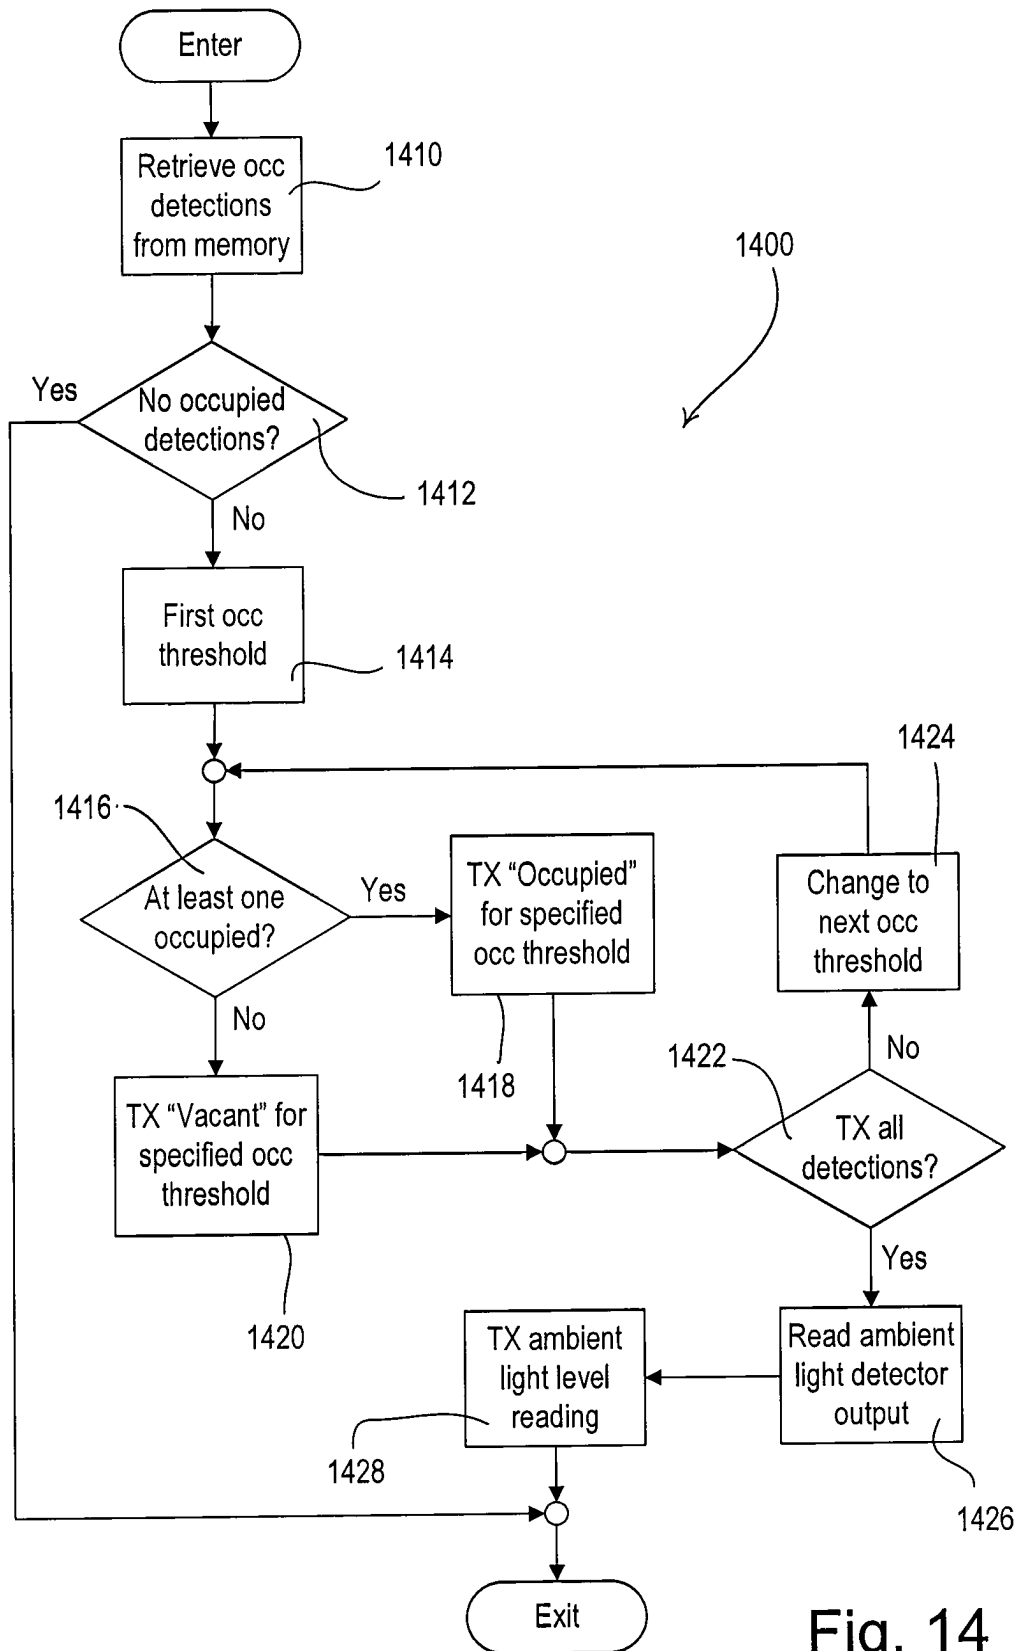 Enter
Retrieve occ
detections
from memory
1410
1400
Yes
No occupied
detections?
1412
No
First occ
threshold
1414
1424
1416
At least one
occupied?
Yes
TX “Occupied”
for specified
occ threshold
Change to
next occ
threshold
No
1418
1422
No
TX “Vacant” for
specified occ
threshold
TX all
detections?
Yes
1420
TX ambient
light level
reading
Read ambient
light detector
output
1428
1426
Exit
Fig. 14